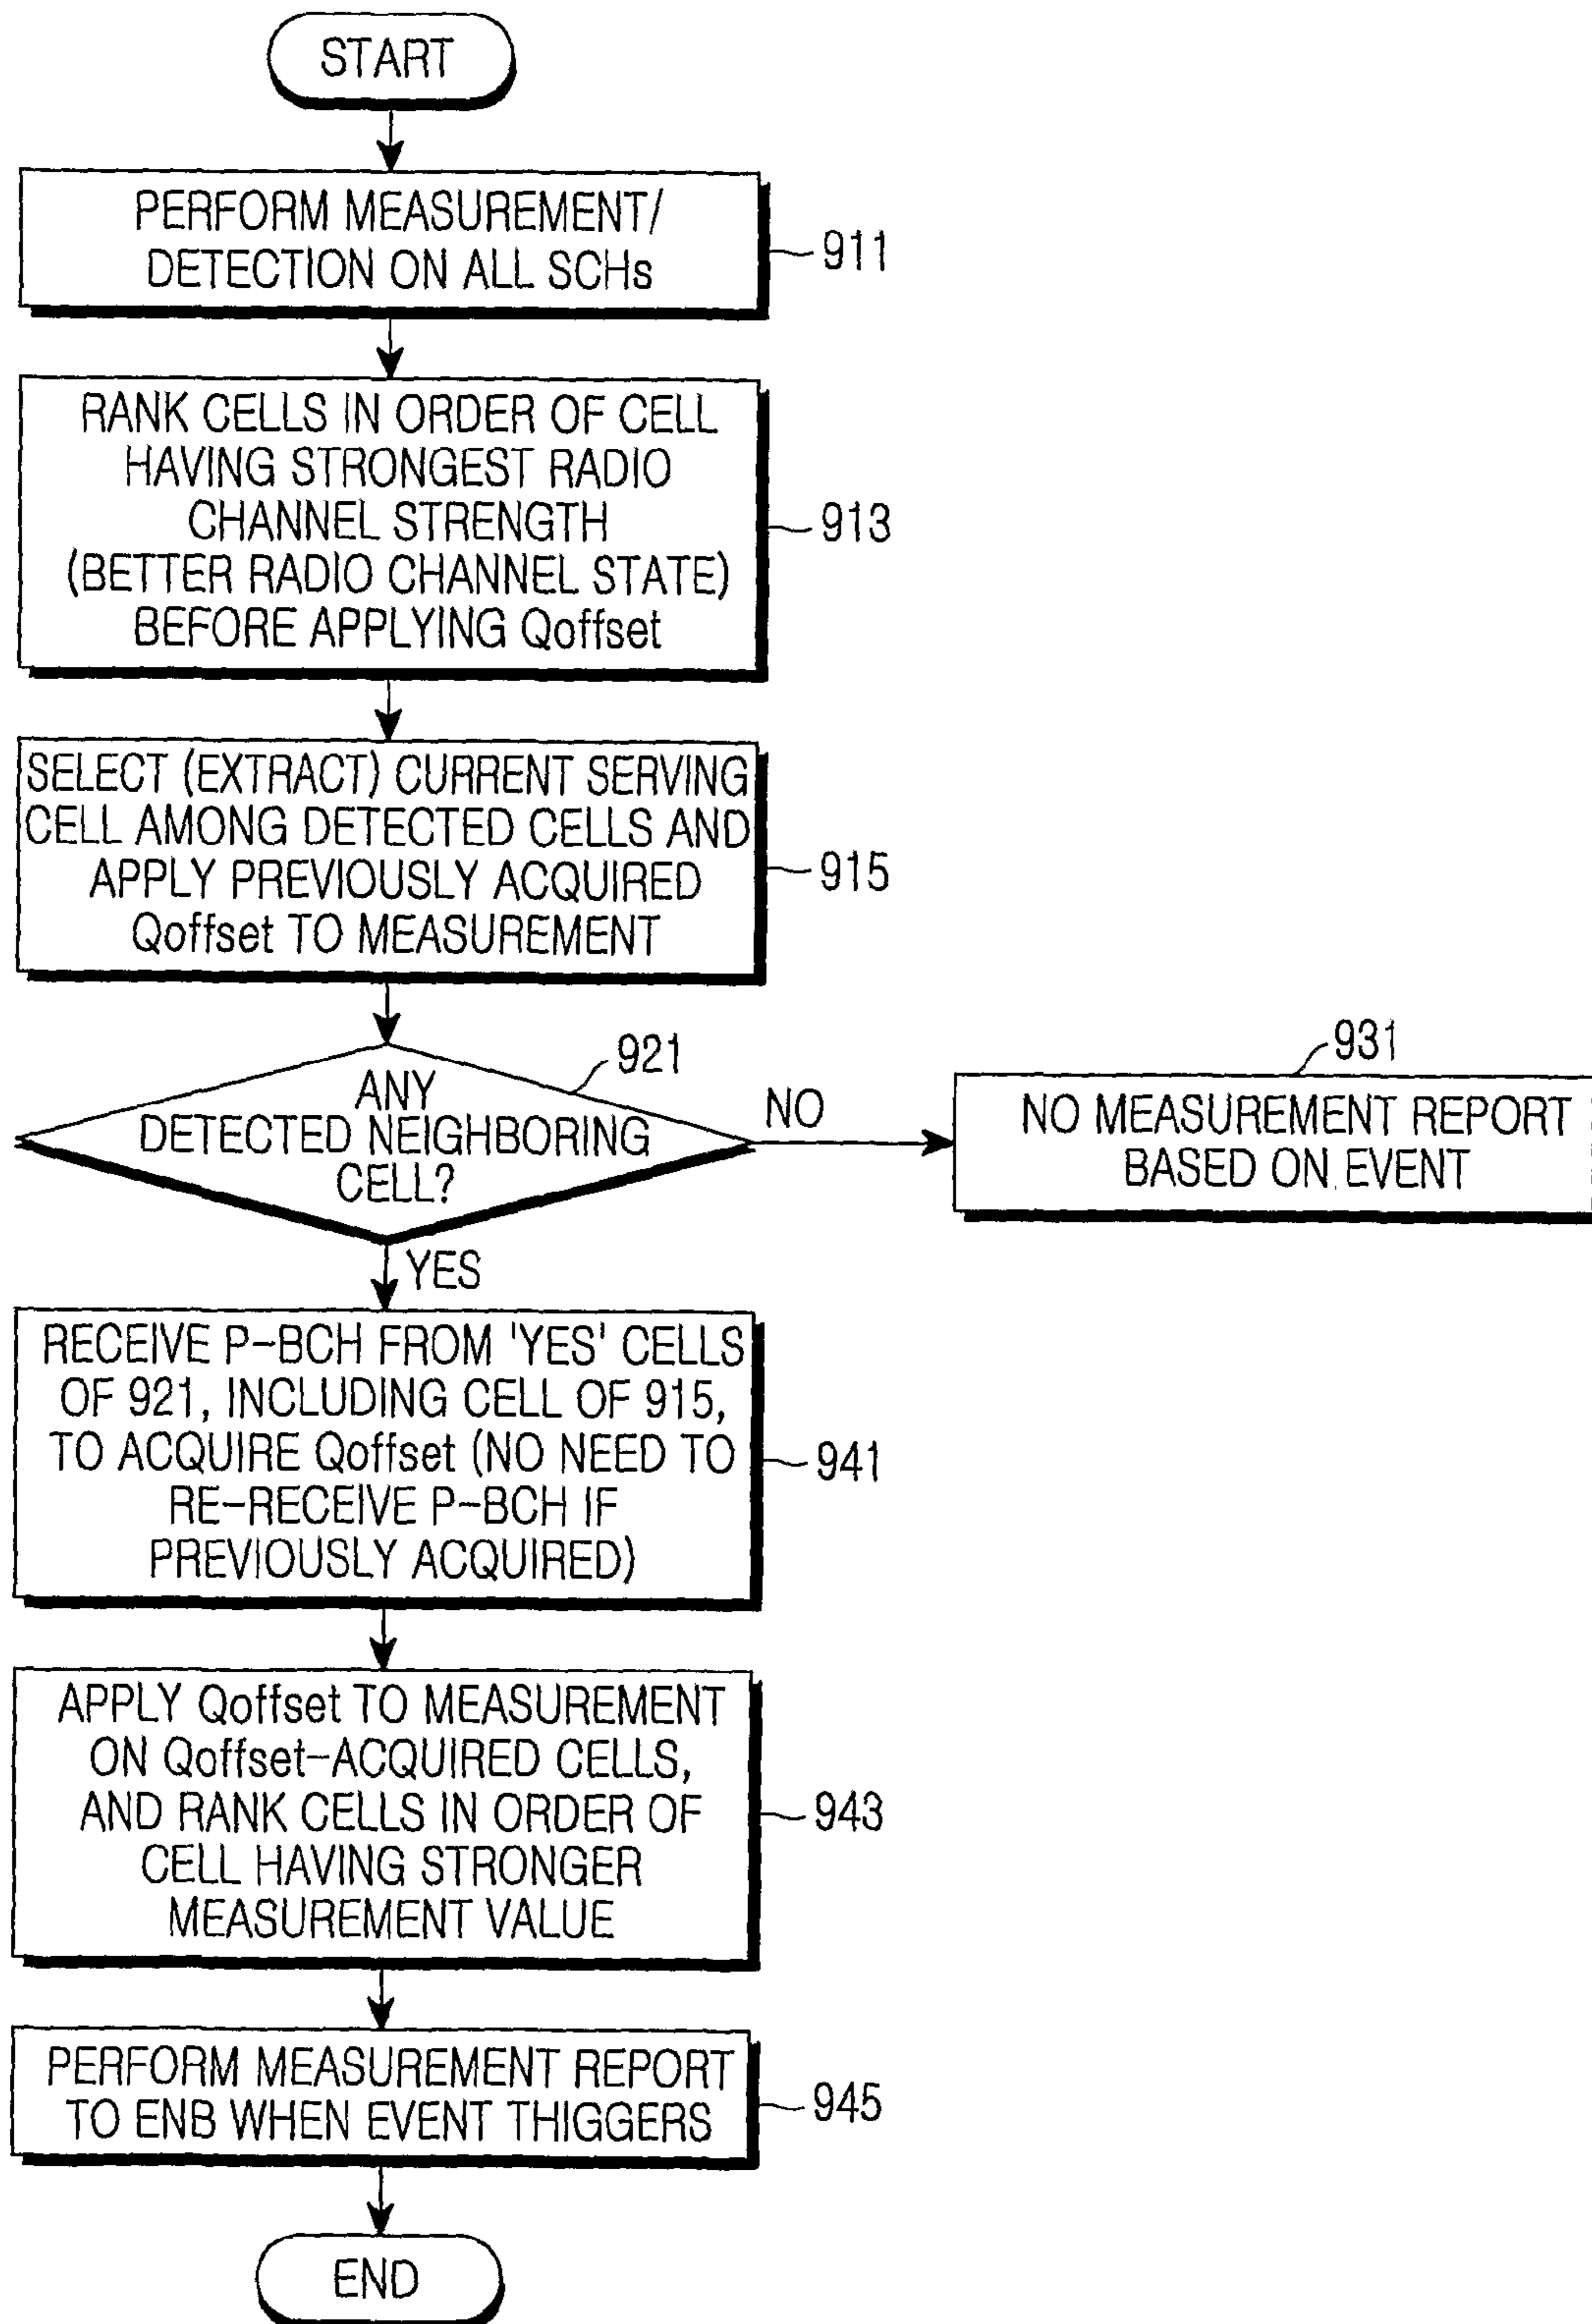 START
PERFORM MEASUREMENT/
DETECTION ON ALL SCHs
911
RANK CELLS IN ORDER OF CELL
HAVING STRONGEST RADIO
CHANNEL STRENGTH
(BETTER RADIO CHANNEL STATE)
BEFORE APPLYING Qoffset
913
SELECT (EXTRACT) CURRENT SERVING
CELL AMONG DETECTED CELLS AND
APPLY PREVIOUSLY ACQUIRED
Qoffset TO MEASUREMENT
915
ANY
DETECTED NEIGHBORING
CELL?
921
NO
931
NO MEASUREMENT REPORT
BASED ON EVENT
YES
RECEIVE P-BCH FROM 'YES' CELLS
OF 921, INCLUDING CELL OF 915,
TO ACQUIRE Qoffset (NO NEED TO
RE-RECEIVE P-BCH IF
PREVIOUSLY ACQUIRED)
941
APPLY Qoffset TO MEASUREMENT
ON Qoffset-ACQUIRED CELLS,
AND RANK CELLS IN ORDER OF
CELL HAVING STRONGER
MEASUREMENT VALUE
943
PERFORM MEASUREMENT REPORT
TO ENB WHEN EVENT THIGGERS
945
END